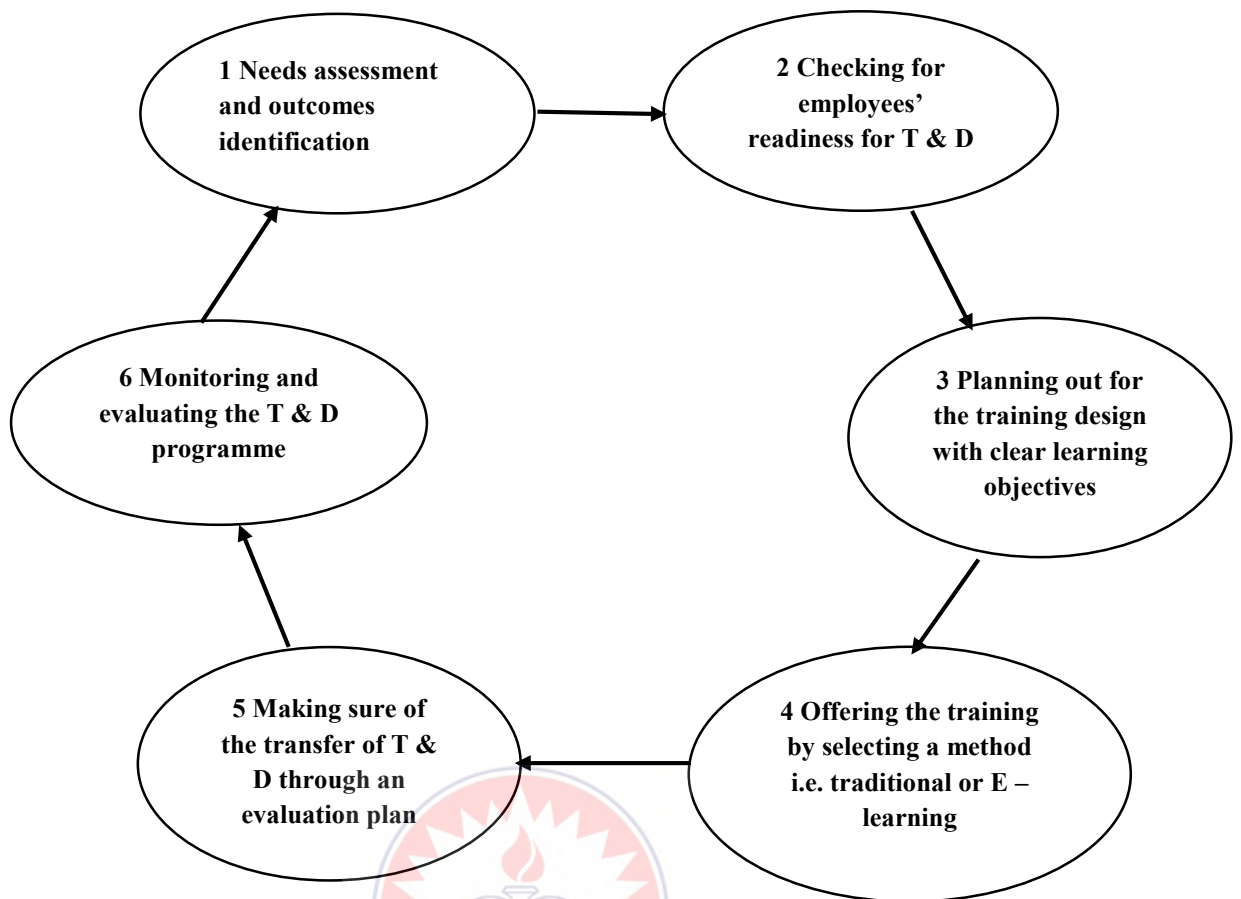 1 Needs assessment
and outcomes
identification
2 Checking for
employees’
readiness for T & D
3 Planning out for
the training design
with clear learning
objectives
4 Offering the training
by selecting a method
i.e. traditional or E –
learning
5 Making sure of
the transfer of T &
D through an
evaluation plan
6 Monitoring and
evaluating the T & D
programme